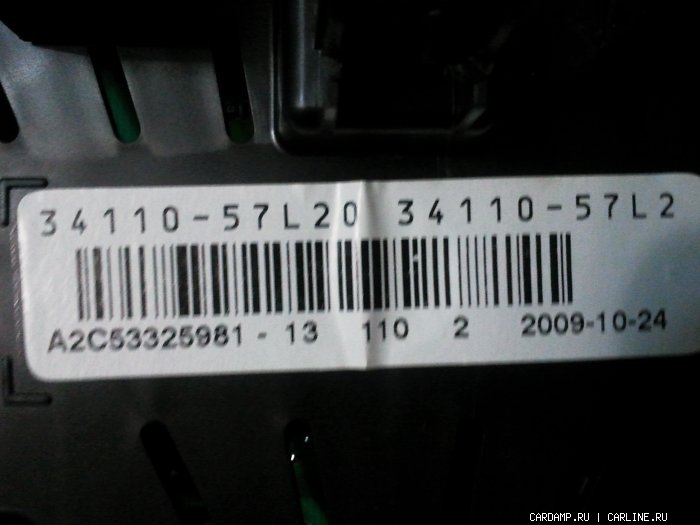 34110-57L20 34110-57L2
A2C53325981 - 13 110 2 2009-10-24
CARDAMP.RU | CARLINE.RU